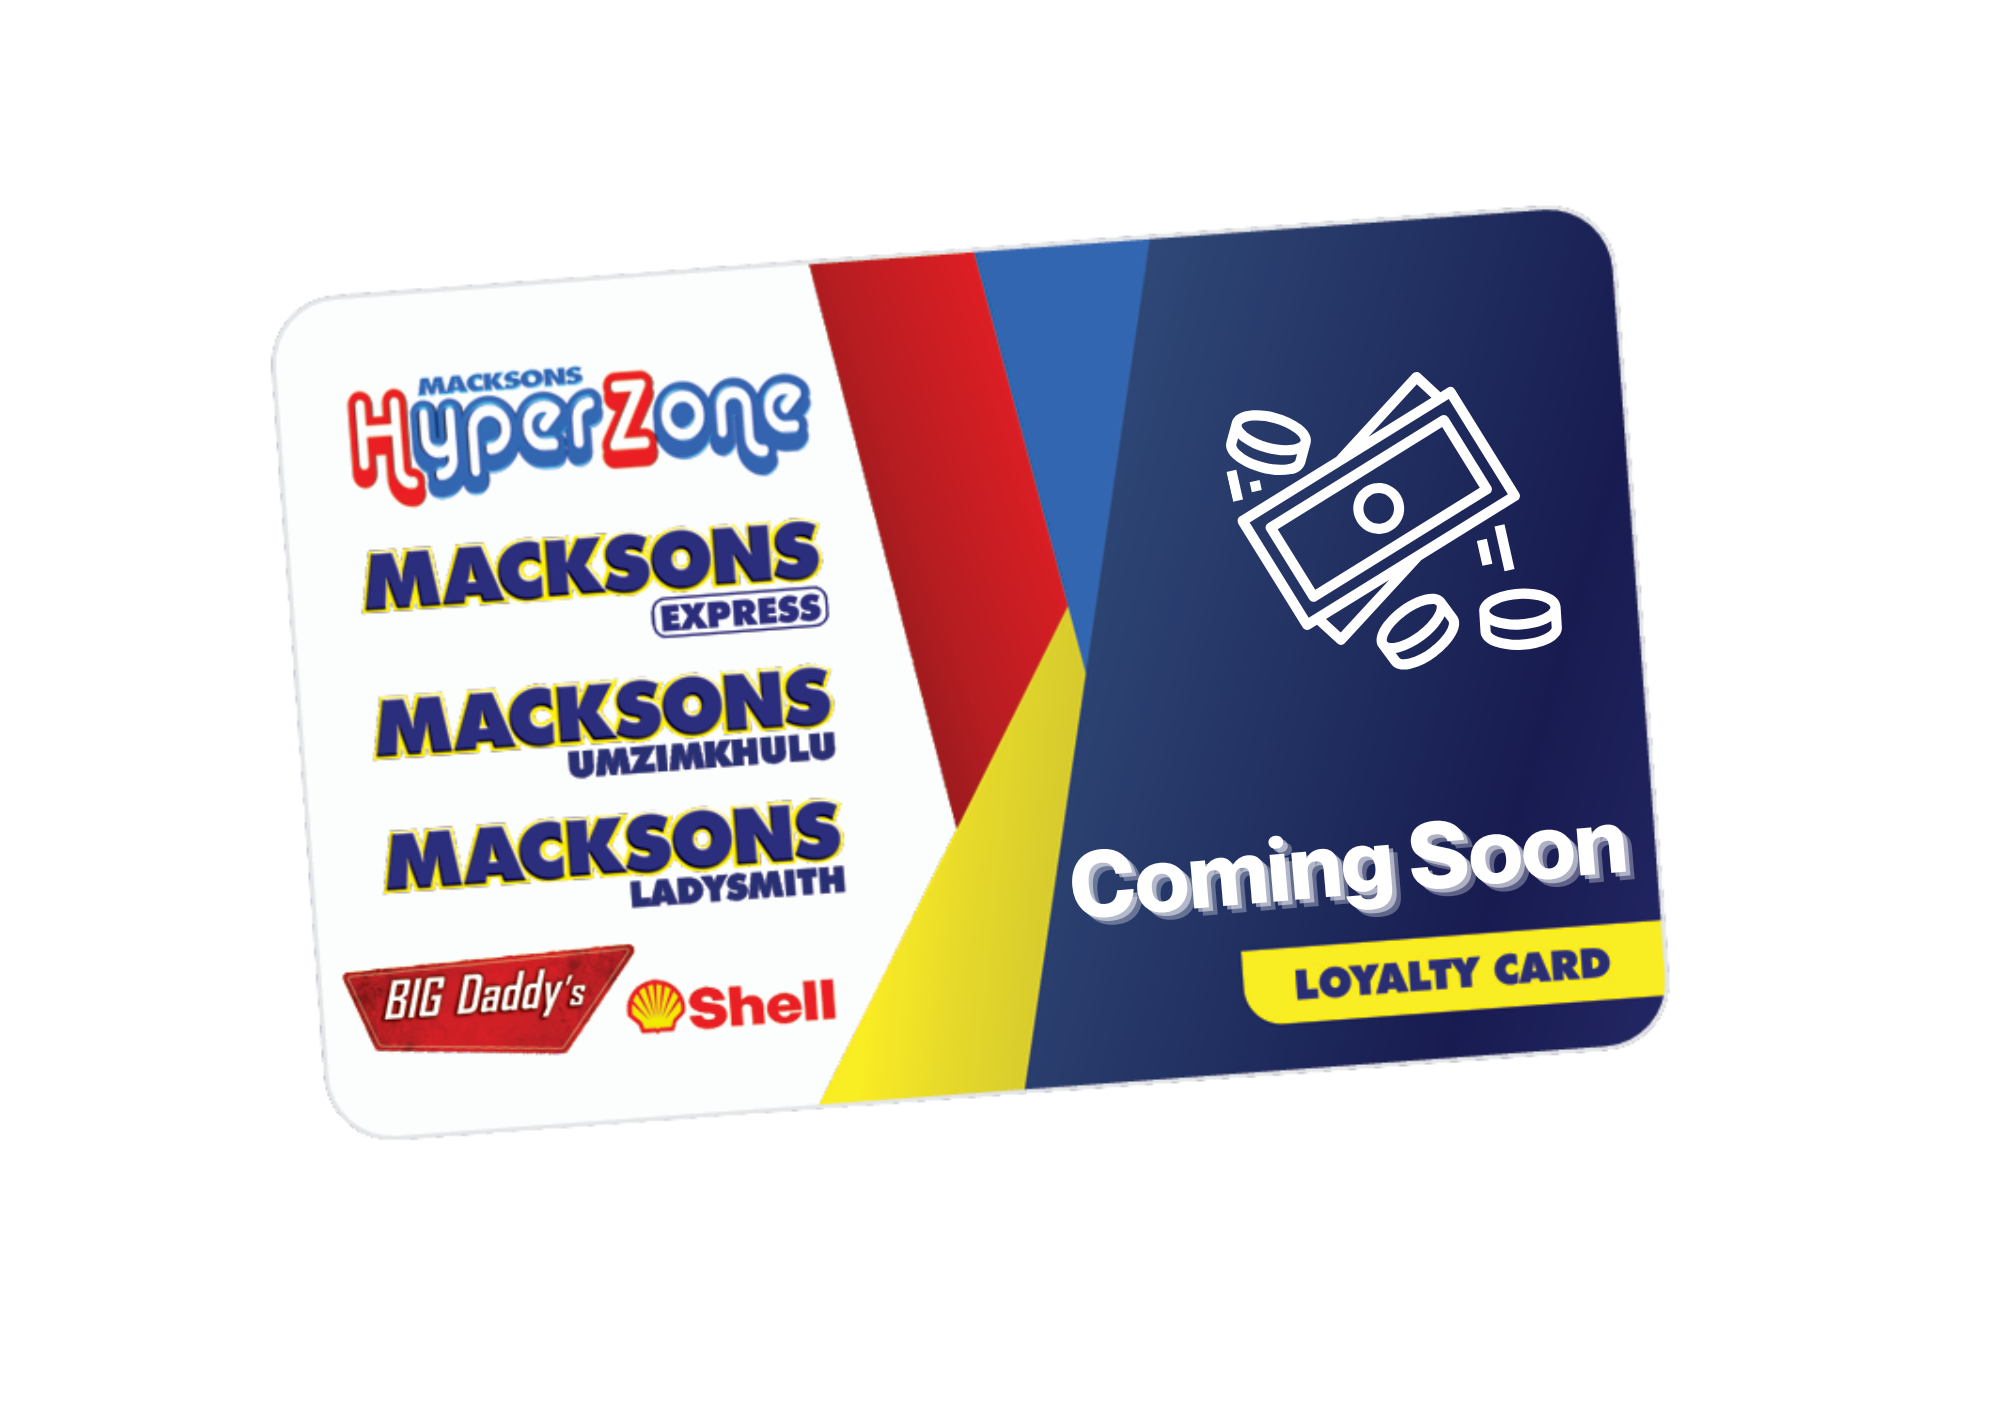 MACKSONS
HyperZone
MACKSONS
EXPRESS
MACKSONS
UMZIMKHULU
MACKSONS
LADYSMITH
BIG Daddy's
Shell
Coming Soon
LOYALTY CARD